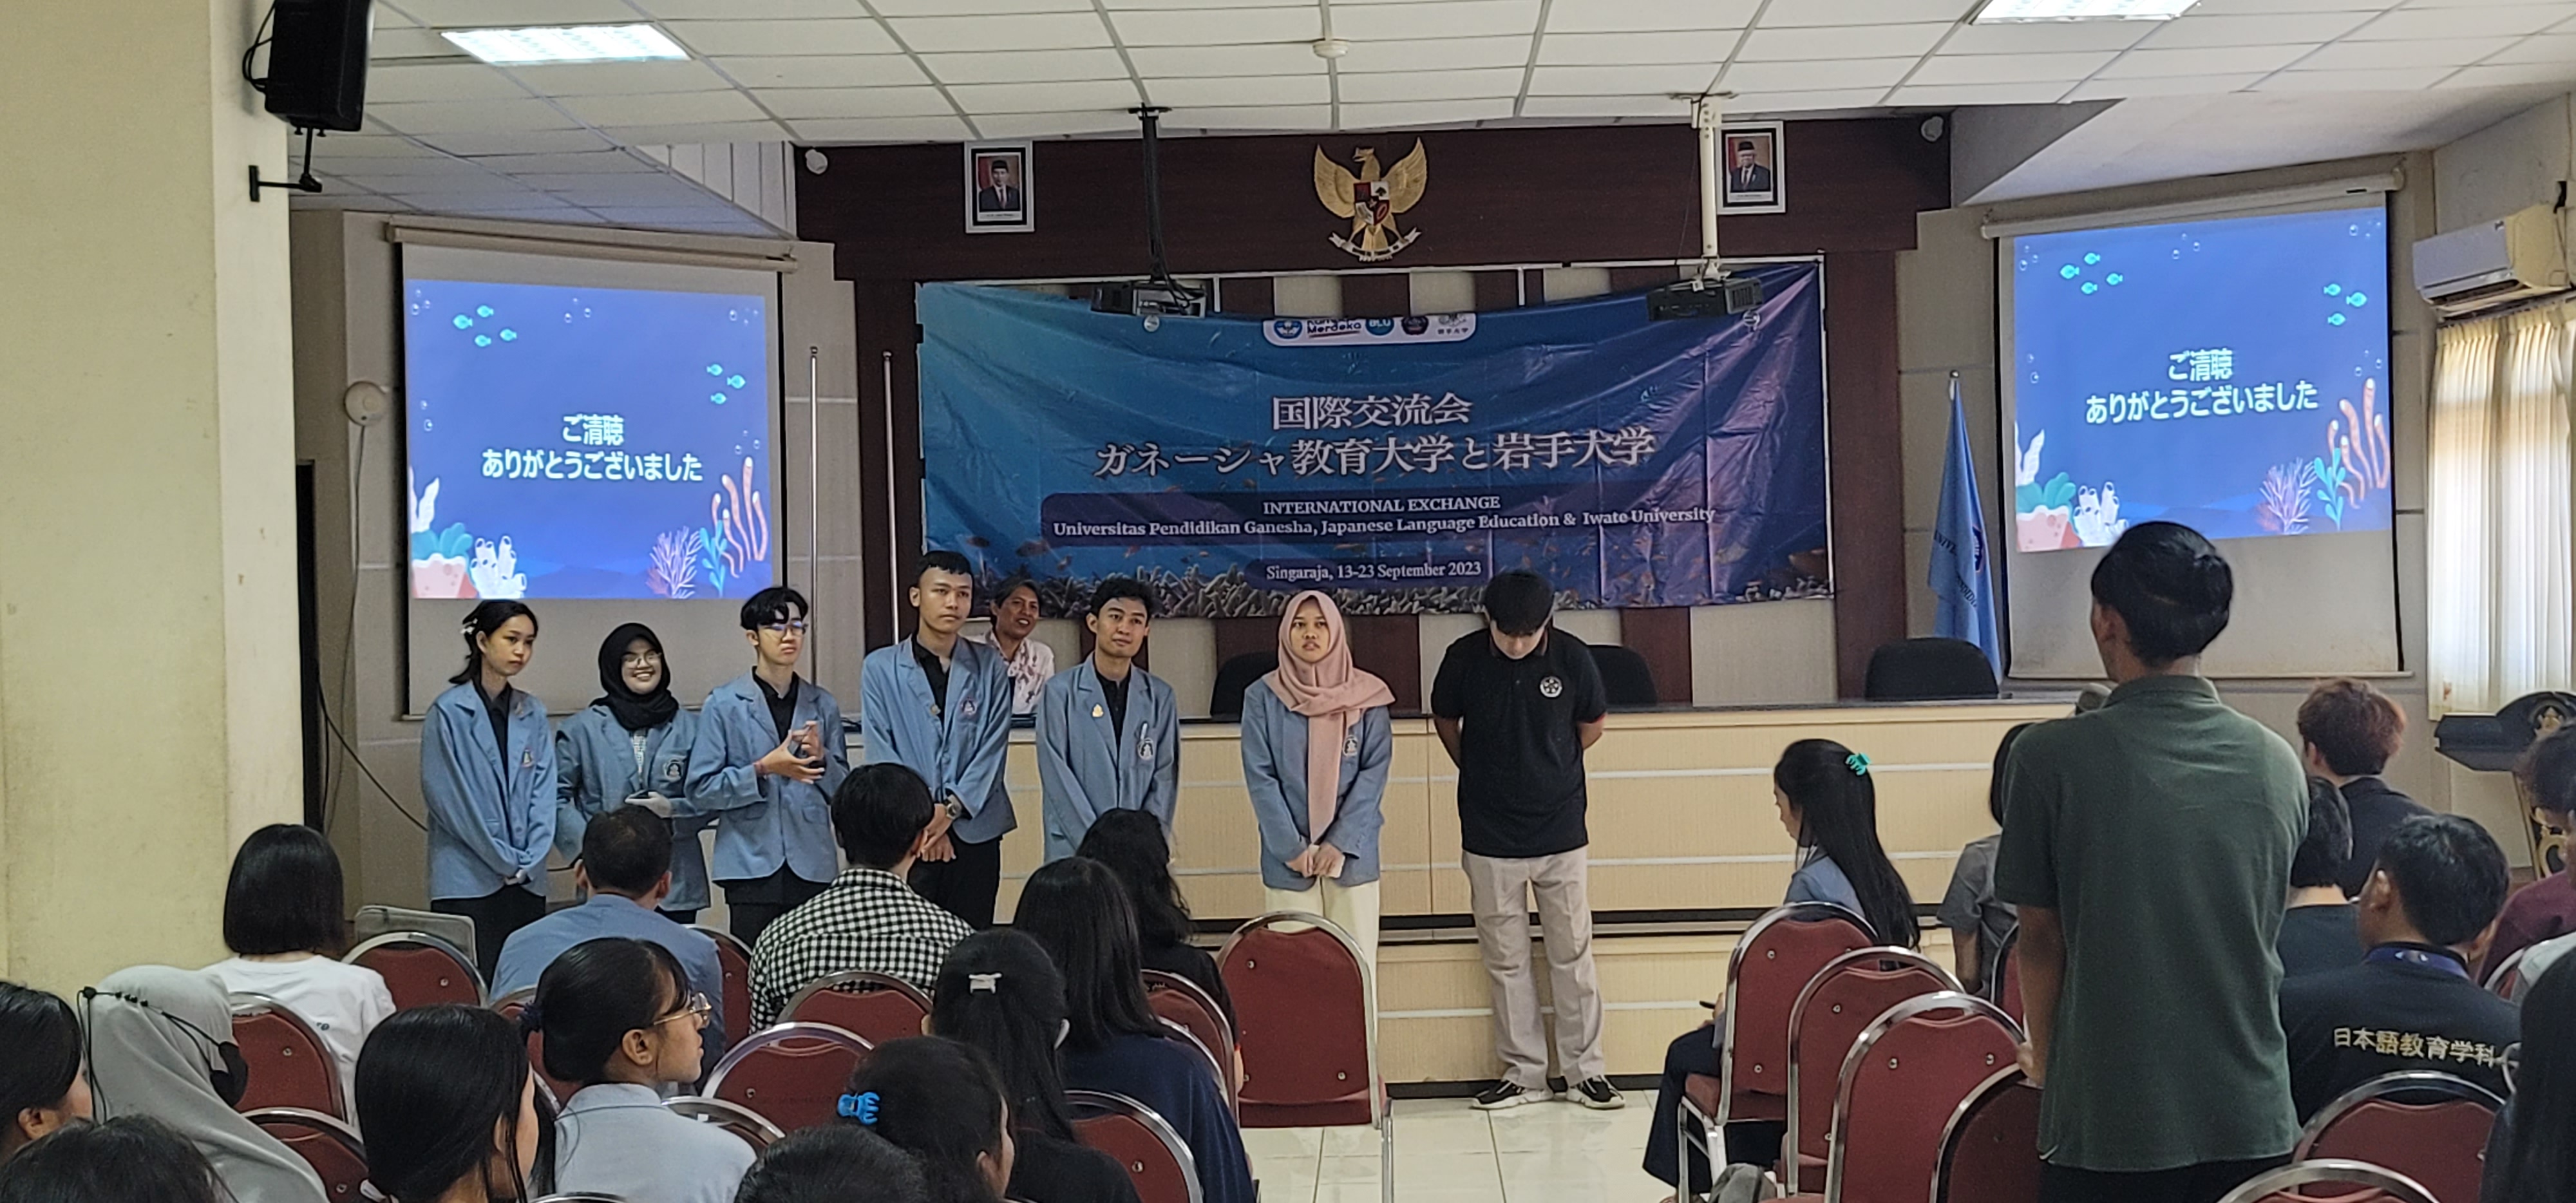 ご清聴
ありがとうございました
Merdeka
国際交流会
ガネーシャ教育大学と岩手大学
INTERNATIONAL EXCHANGE
Universitas Pendidikan Ganesha, Japanese Language Education & Iwate University
Singaraja, 13-23 September 2023
ご清聴
ありがとうございました
日本語教育学科